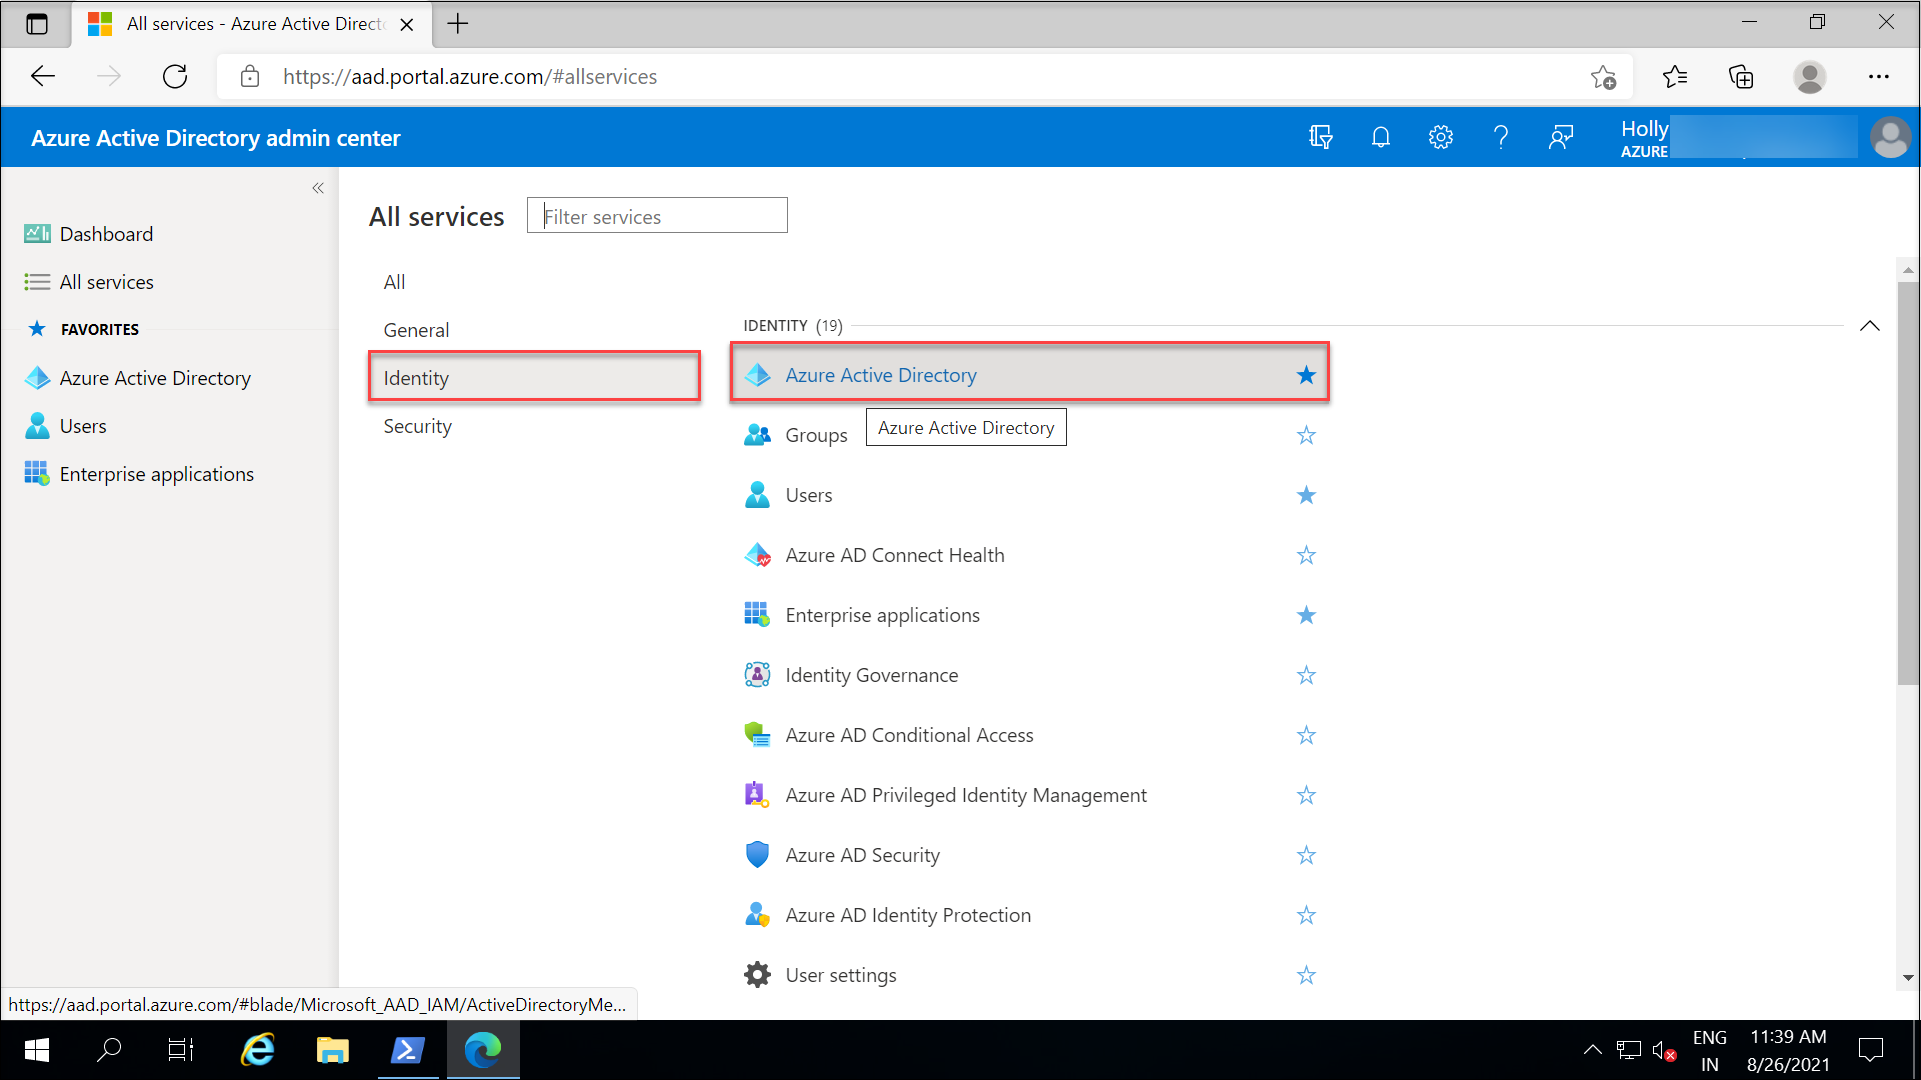 All services - Azure Active Direct
https://aad.portal.azure.com/#allservices
Azure Active Directory admin center
Holly
AZURE
Dashboard
All services
FAVORITES
Azure Active Directory
Users
Enterprise applications
All services
Filter services
All
General
Identity
Security
IDENTITY (19)
Azure Active Directory
Azure Active Directory
Groups
Users
Azure AD Connect Health
Enterprise applications
Identity Governance
Azure AD Conditional Access
Azure AD Privileged Identity Management
Azure AD Security
Azure AD Identity Protection
User settings
https://aad.portal.azure.com/#blade/Microsoft_AAD_IAM/ActiveDirectoryMe...
ENG
IN
11:39 AM
8/26/2021